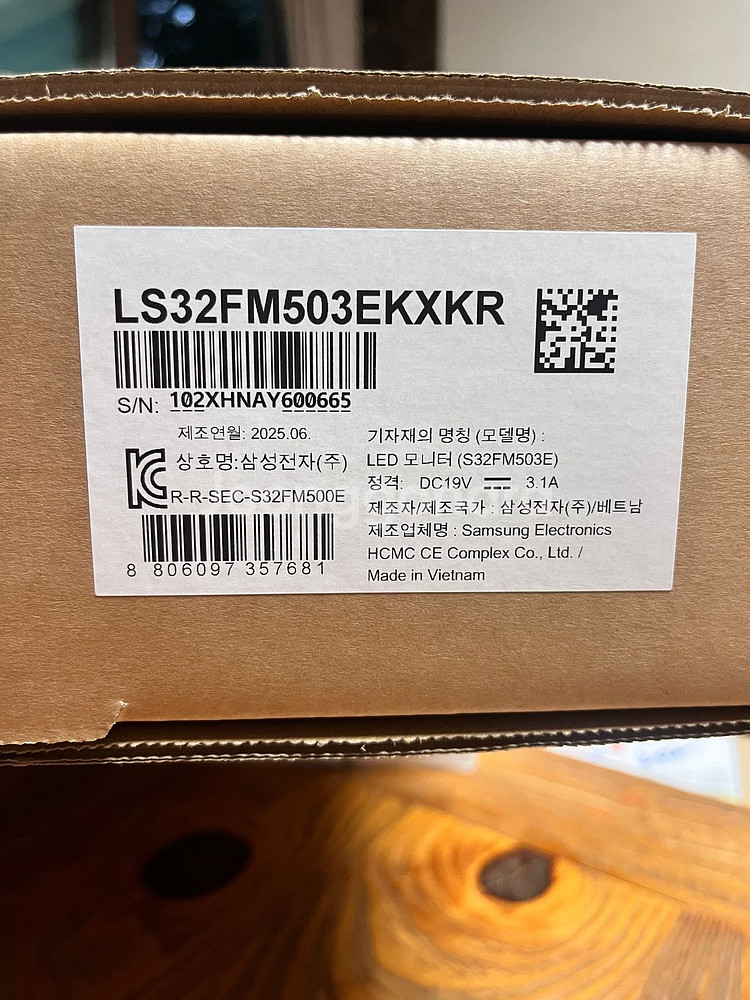 LS32FM503EKXKR
S/N: 102XHNAY600665
제조연월: 2025.06.
상호명:삼성전자(주)
R-R-SEC-S32FM500E
8 806097 357681
기자재의 명칭 (모델명) :
LED 모니터 (S32FM503E)
정격: DC19V 3.1A
제조자/제조국가 : 삼성전자(주)/베트남
제조업체명 : Samsung Electronics
HCMC CE Complex Co., Ltd. /
Made in Vietnam